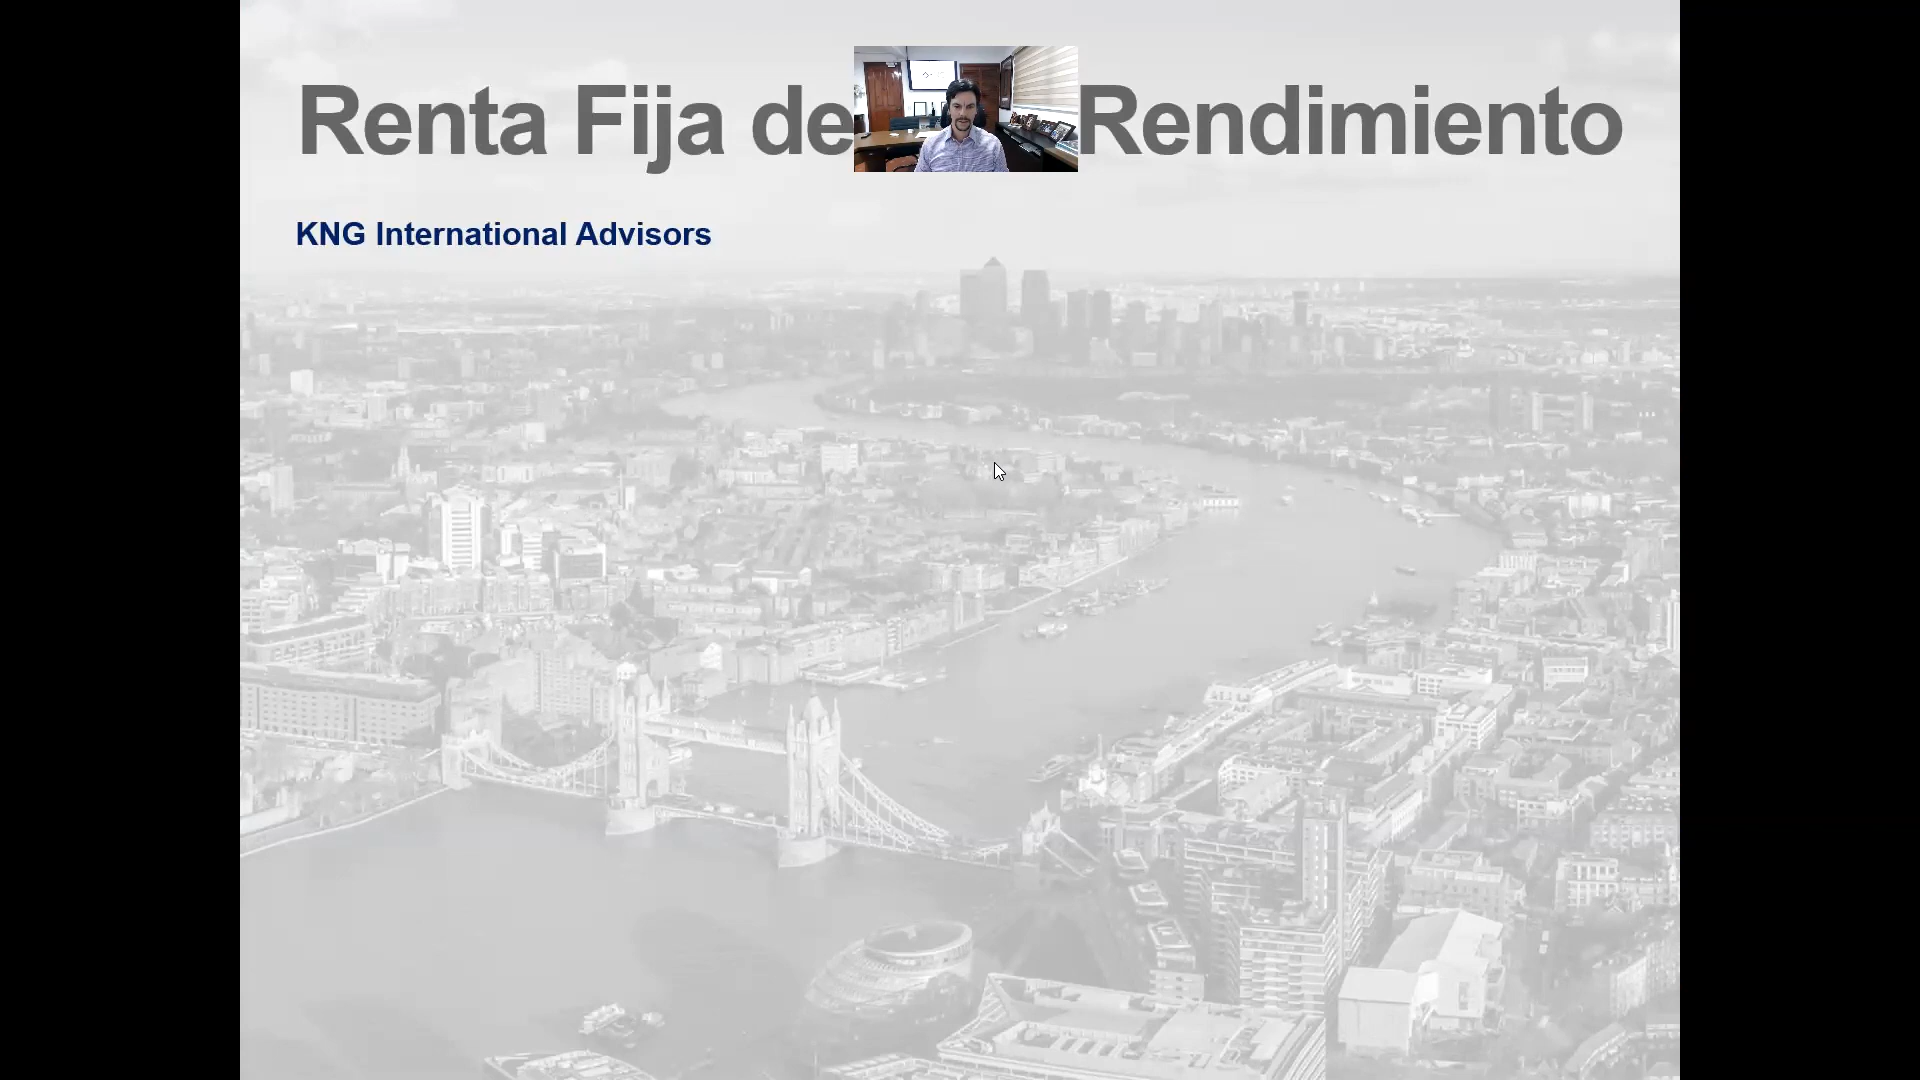 Renta Fija de Rendimiento
KNG International Advisors